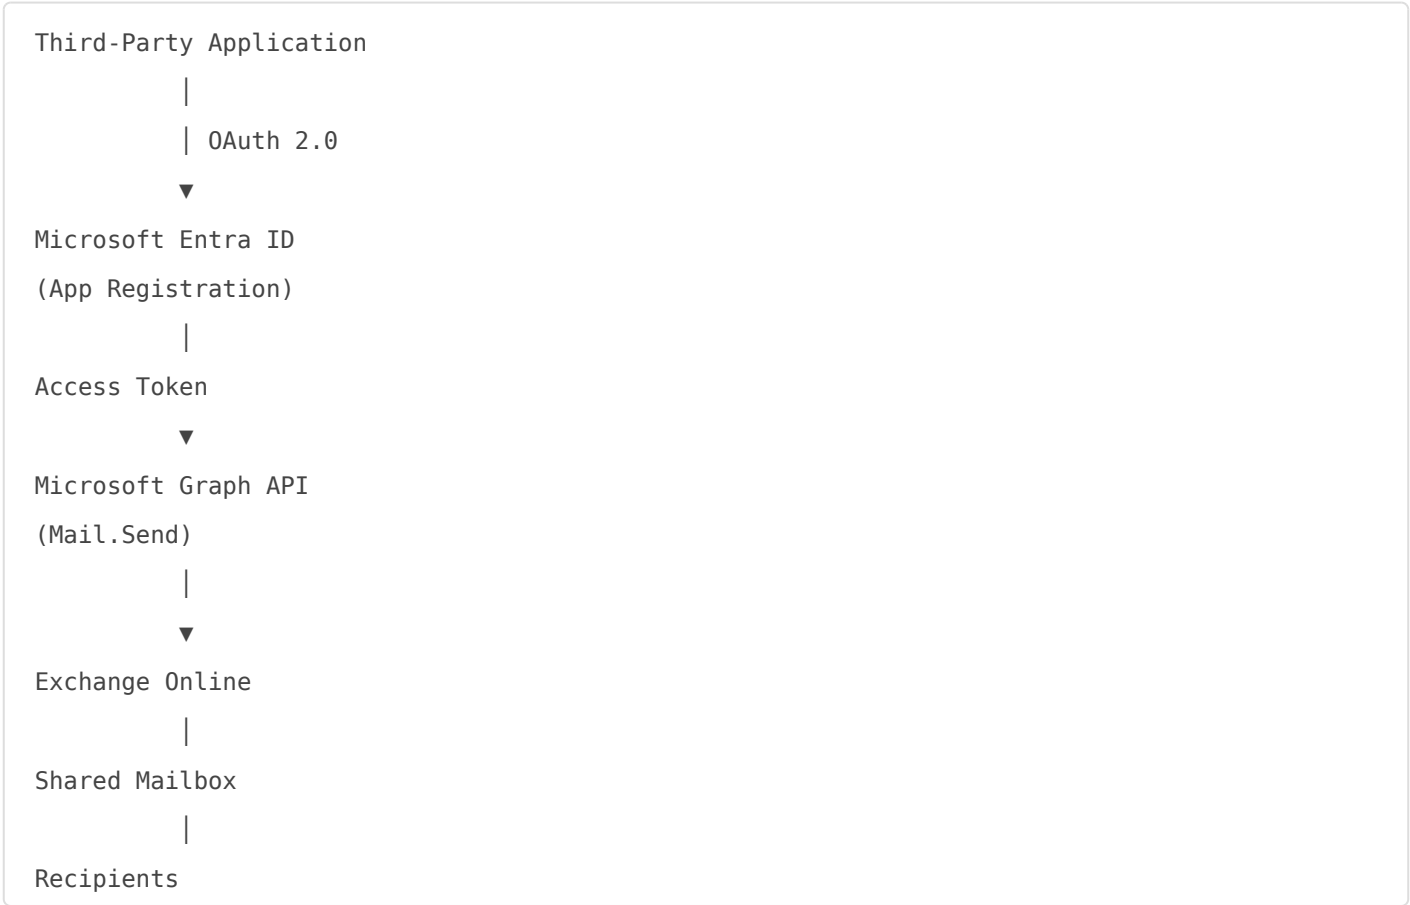 Third-Party Application
│
│ OAuth 2.0
▼
Microsoft Entra ID
(App Registration)
│
Access Token
▼
Microsoft Graph API
(Mail.Send)
│
▼
Exchange Online
│
Shared Mailbox
│
Recipients